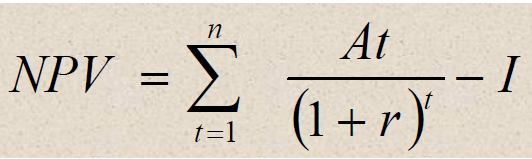 NPV = n∑t=1 At/(1 + r)^t − I